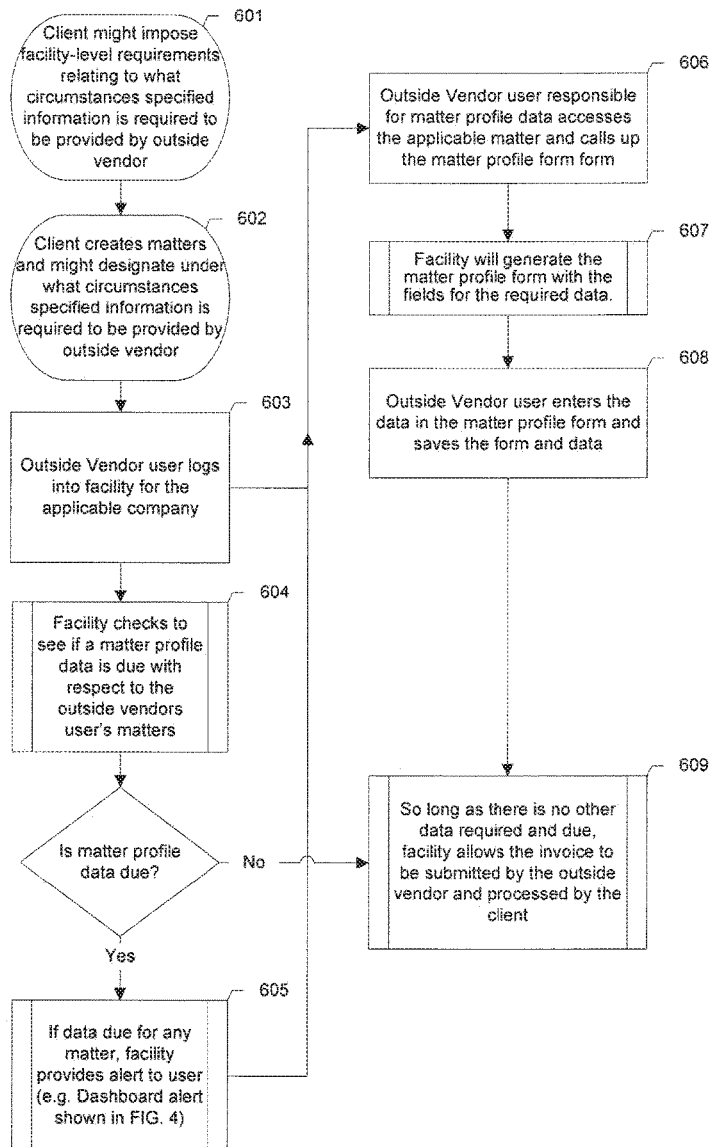 601
Client might impose
facility-level requirements
relating to what
circumstances specified
information is required to
be provided by outside
vendor
602
Client creates matters
and might designate under
what circumstances
specified information is
required to be provided by
outside vendor
603
Outside Vendor user logs
into facility for the
applicable company
604
Facility checks to
see if a matter profile
data is due with
respect to the
outside vendors
user's matters
Is matter profile
data due?
No
Yes
605
If data due for any
matter, facility
provides alert to user
(e.g. Dashboard alert
shown in FIG. 4)
606
Outside Vendor user responsible
for matter profile data accesses
the applicable matter and calls up
the matter profile form form
607
Facility will generate the
matter profile form with the
fields for the required data.
608
Outside Vendor user enters the
data in the matter profile form and
saves the form and data
609
So long as there is no other
data required and due,
facility allows the invoice to
be submitted by the outside
vendor and processed by the
client